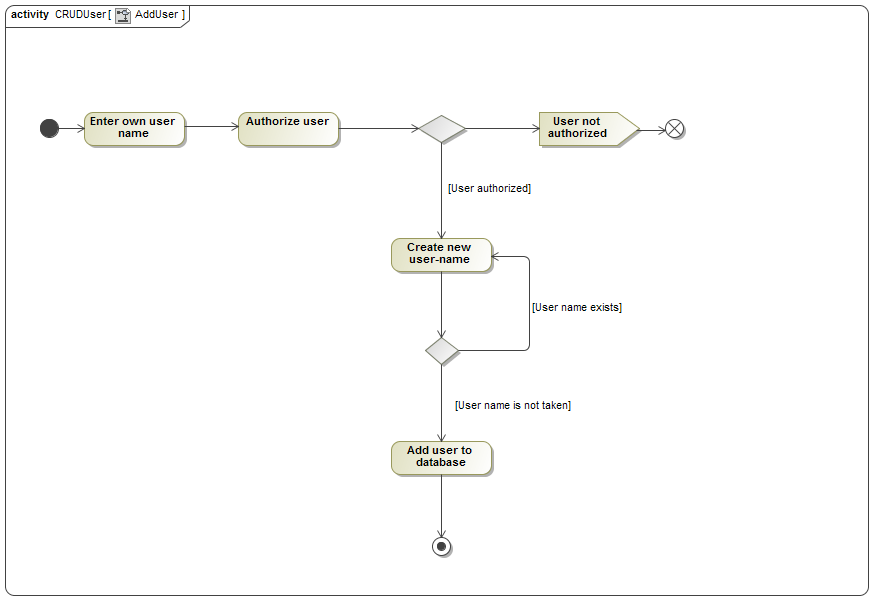 activity CRUDUser[ AddUser ]
Enter own user
name
Authorize user
User not
authorized
[User authorized]
Create new
user-name
[User name exists]
[User name is not taken]
Add user to
database